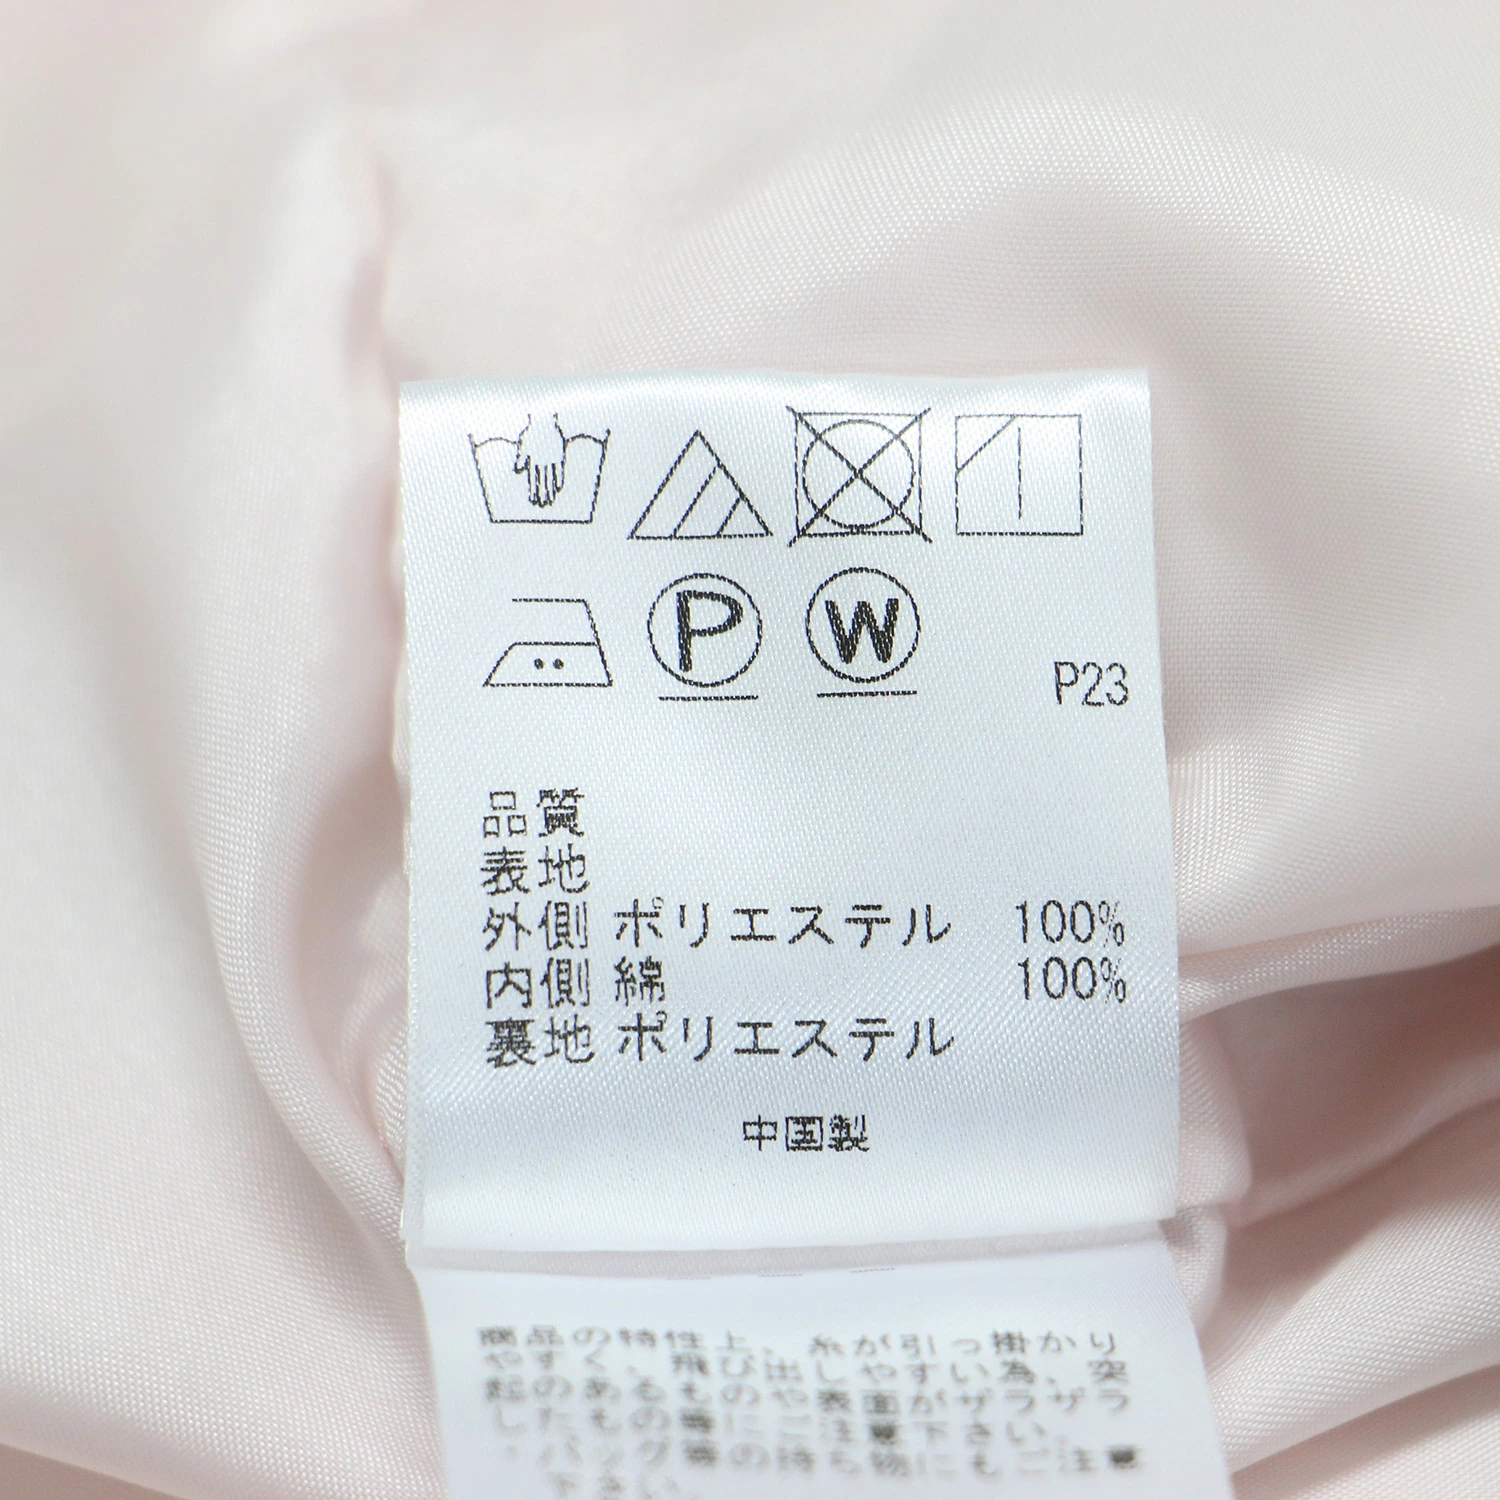 P
W
P23
品質
表地
外側 ポリエステル 100%
内側 綿 100%
裏地 ポリエステル
中国製
商品の特性上、糸が引っ掛かり
やすく、飛び出しやすい為、突
起のあるものや表面がザラザラ
したもの等にご注意下さい。
・バッグ等の持ち物にもご注意
下さい。